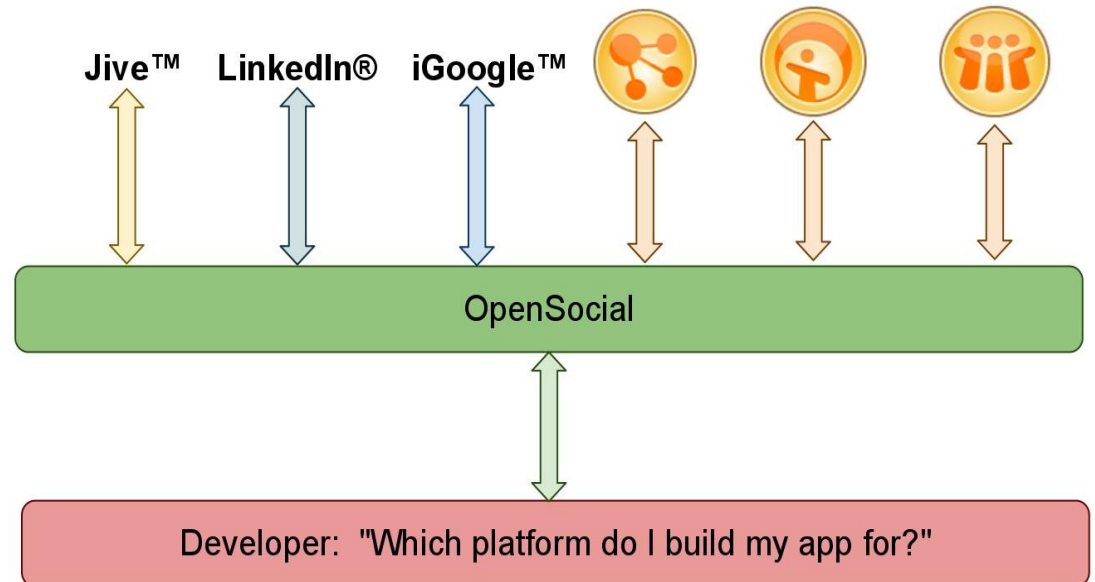 Jive™ LinkedIn® iGoogle™
OpenSocial
Developer: "Which platform do I build my app for?"